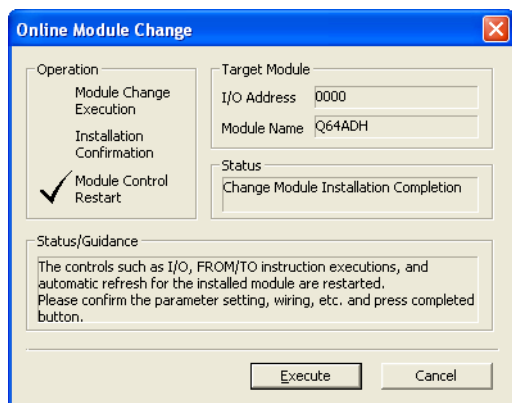 Online Module Change
Operation
Module Change
Execution
Installation
Confirmation
Module Control
Restart
Target Module
I/O Address 0000
Module Name Q64ADH
Status
Change Module Installation Completion
Status/Guidance
The controls such as I/O, FROM/TO instruction executions, and
automatic refresh for the installed module are restarted.
Please confirm the parameter setting, wiring, etc. and press completed
button.
Execute
Cancel